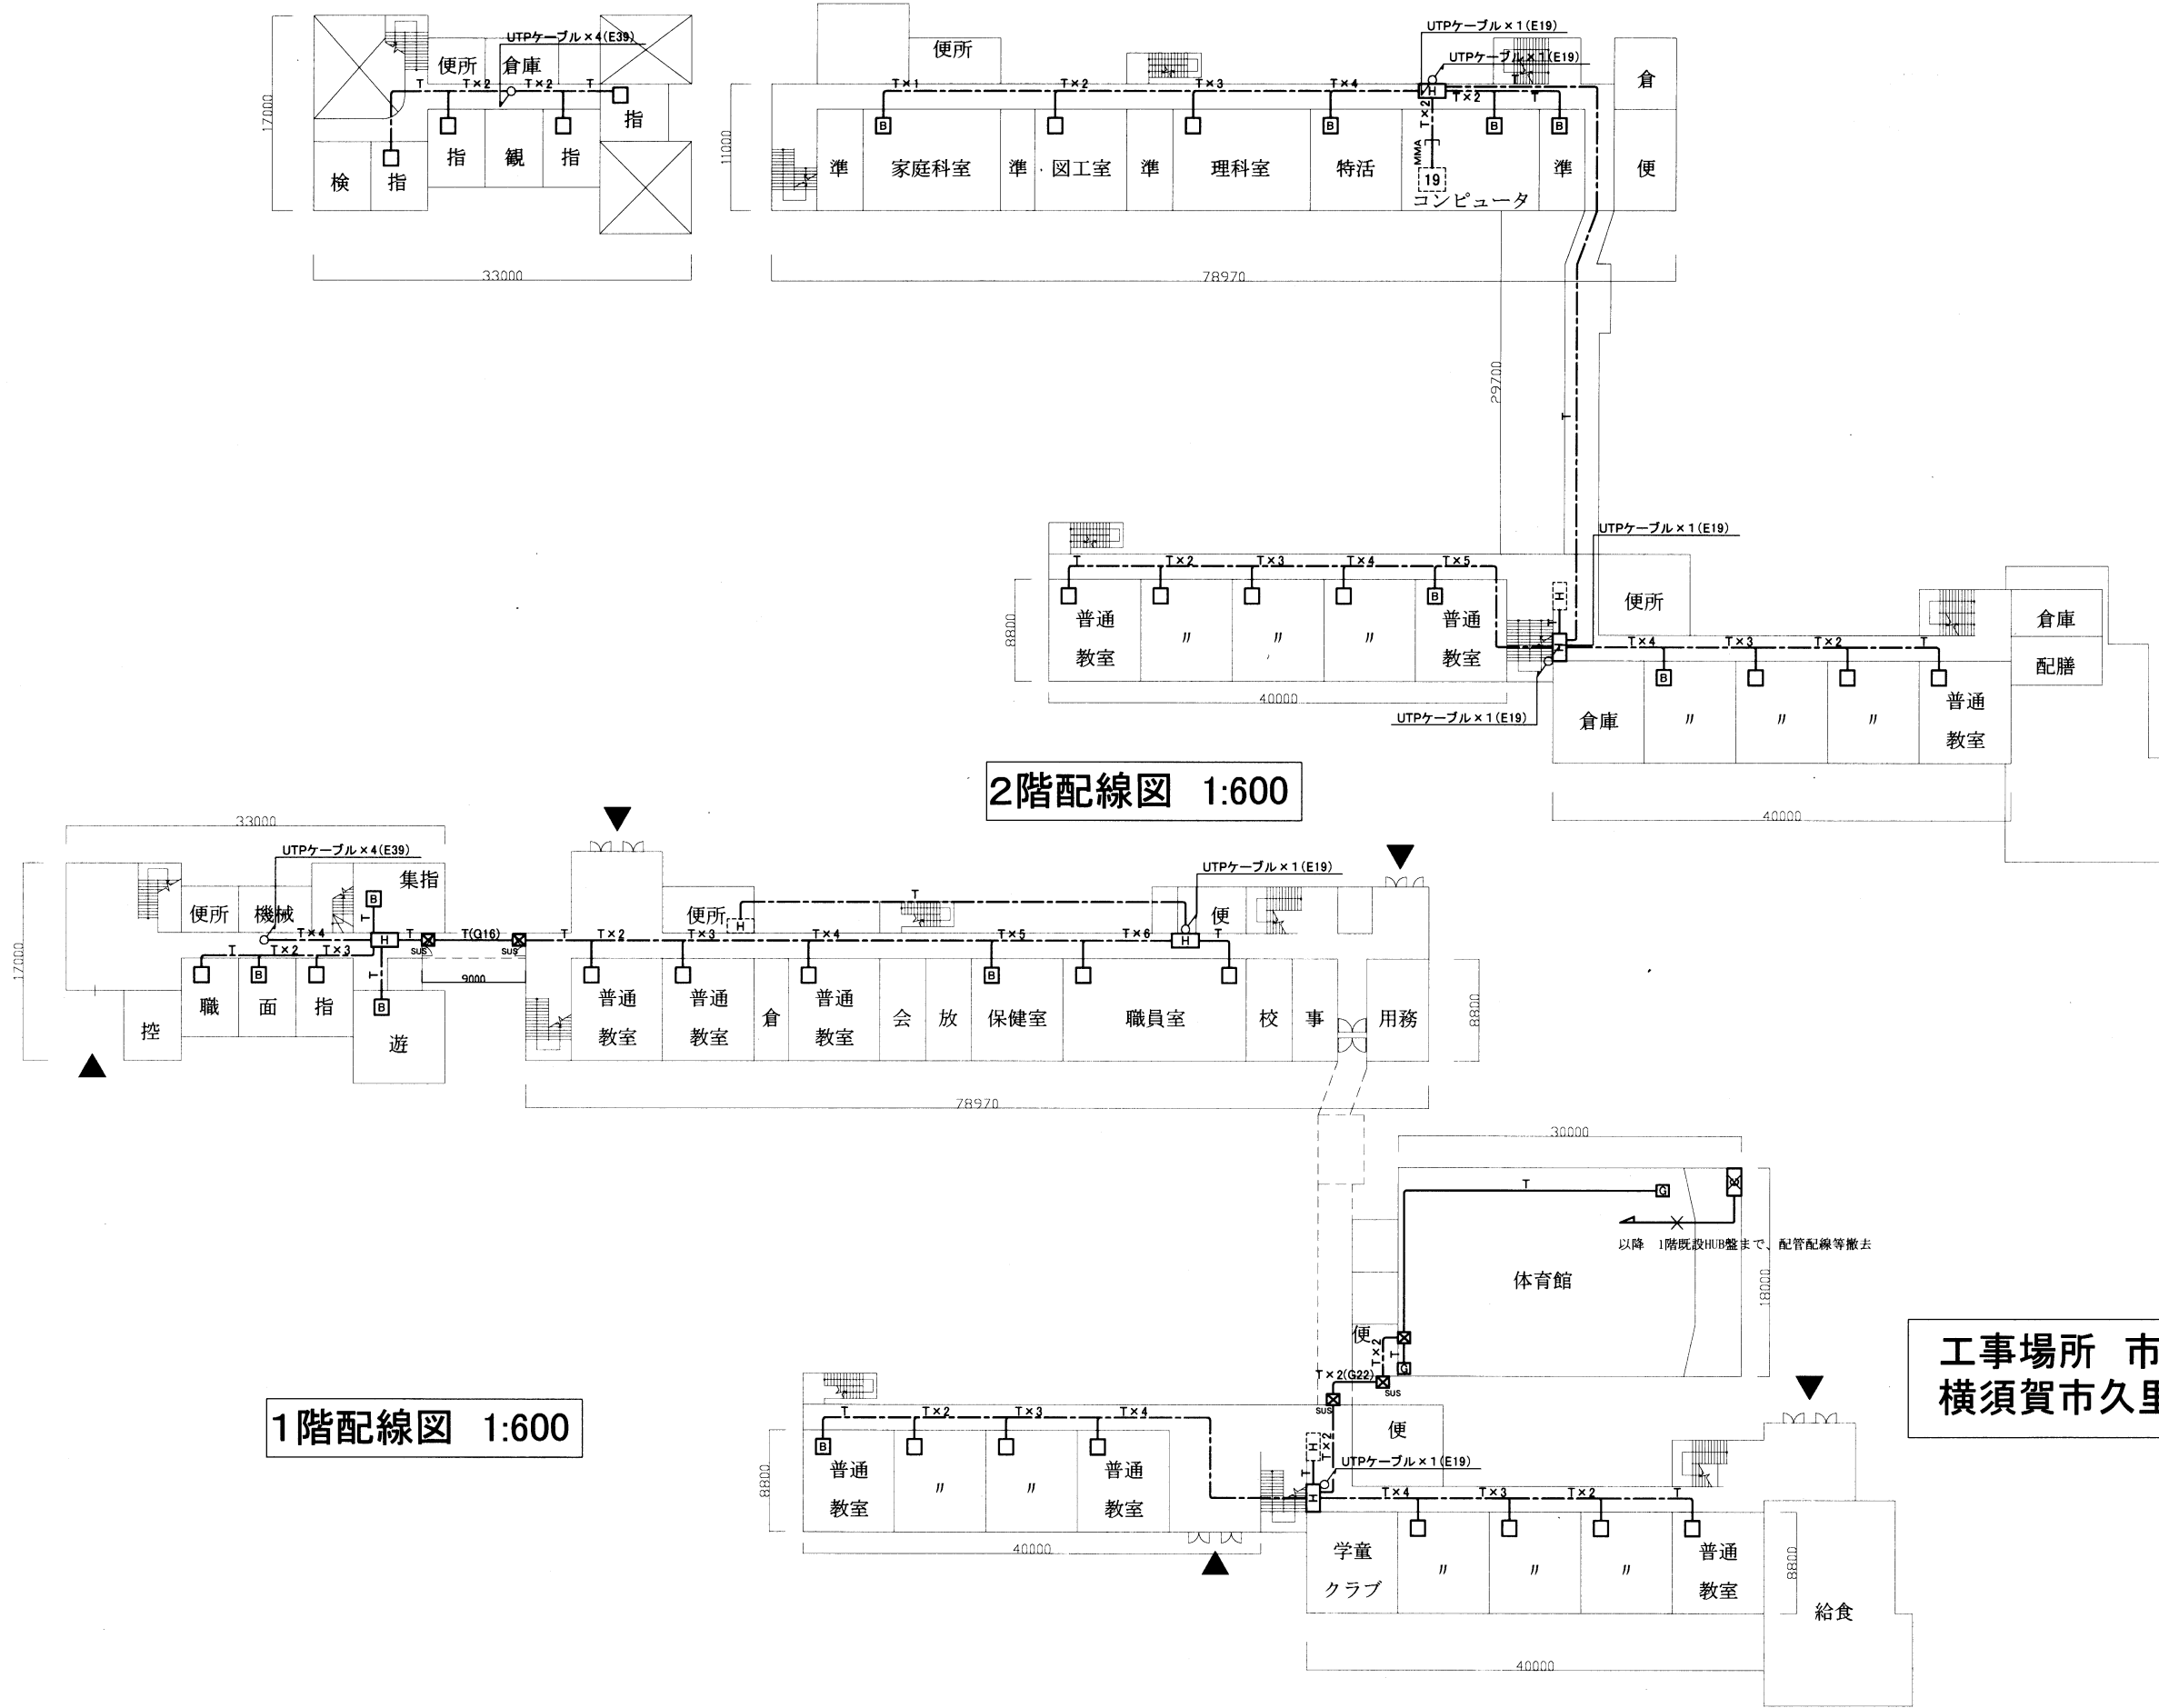 UTPケーブル×4(E39)
便所
倉庫
T
T×2
T×2
T
指
指
観
指
検
指
17000
33000
UTPケーブル×1(E19)
UTPケーブル×1(E19)
便所
倉
T×1
T×2
T×3
T×4
H
T
T×2
T
T×2
B
B
B
B
MMA
19
準
家庭科室
準
図工室
準
理科室
特活
コンピュータ
準
便
11000
78970
29700
T
UTPケーブル×1(E19)
T
T×2
T×3
T×4
T×5
B
H
T
H
便所
普通
教室
〃
〃
〃
普通
教室
8800
40000
UTPケーブル×1(E19)
T×4
T×3
T×2
T
B
倉庫
配膳
倉庫
〃
〃
〃
普通
教室
40000
2階配線図 1:600
33000
UTPケーブル×4(E39)
集指
B
便所
機械
T
T×4
H
T
SUS
T(G16)
SUS
T
T×2
T×3
T
B
B
9000
職
面
指
控
遊
17000
UTPケーブル×1(E19)
T
便所
H
便
T
T×2
T×3
T×4
T×5
T×6
H
T
B
普通
教室
普通
教室
倉
普通
教室
会
放
保健室
職員室
校
事
用務
8800
78970
30000
T
G
G
以降 1階既設HUB盤まで、配管配線等撤去
体育館
18000
便
T×2
T
G
T×2(G22)
SUS
SUS
便
工事場所 市
横須賀市久里
1階配線図 1:600
T
T×2
T×3
T×4
H
T×2
T
UTPケーブル×1(E19)
H
B
普通
教室
〃
〃
普通
教室
8800
40000
T×4
T×3
T×2
T
学童
クラブ
〃
〃
〃
普通
教室
8800
給食
40000